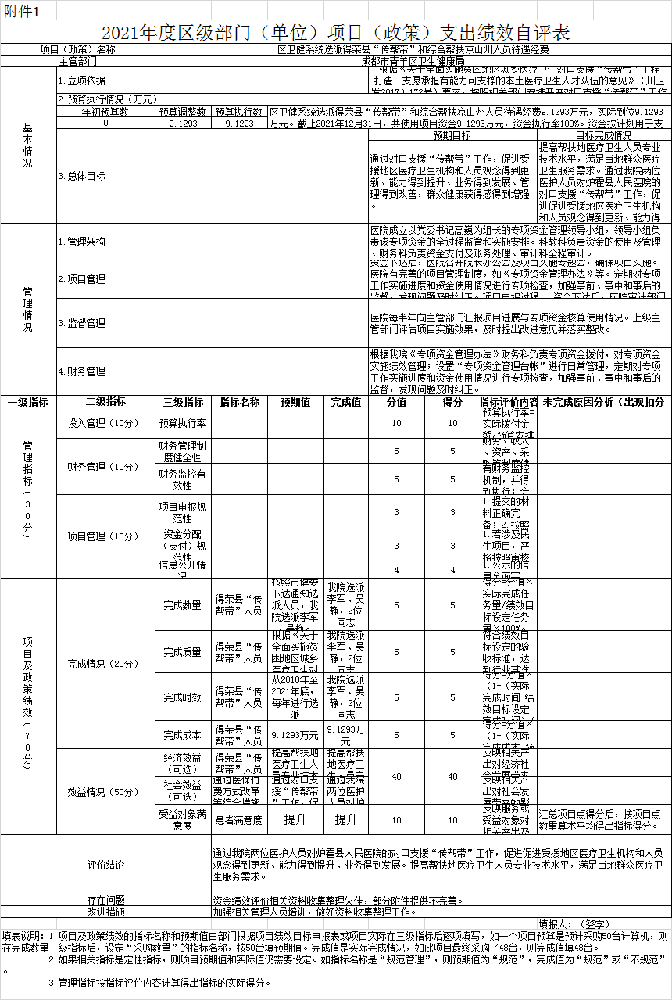 附件1
2021年度区级部门（单位）项目（政策）支出绩效自评表
项目（政策）名称
区卫健系统选派得荣县“传帮带”和综合帮扶凉山州人员待遇经费
主管部门
成都市青羊区卫生健康局
基本情况
1.立项依据
根据《关于全面实施贫困地区城乡医疗卫生对口支援“传帮带”工程
打造一支愿承担有能力可支撑的本土医疗卫生人才队伍的意见》（川卫
发2017）172号）要求，按照相关部门安排开展对口支援“传帮带”工作
2.预算执行情况（万元）
年初预算数
预算调整数
预算执行数
区卫健系统选派得荣县“传帮带”和综合帮扶凉山州人员待遇经费9.1293万元，实际到位9.1293
万元。截止2021年12月31日，共使用项目资金9.1293万元，资金执行率100%。资金按计划用于支
0
9.1293
9.1293
3.总体目标
预期目标
目标完成情况
通过对口支援“传帮带”工作，促进受
援地区医疗卫生机构和人员观念得到更
新、能力得到提升、业务得到发展、管
理得到改善，群众健康获得感得到增强
。
提高帮扶地医疗卫生人员专业
技术水平，满足当地群众医疗
卫生服务需求。通过我院两位
医护人员对炉霍县人民医院的
对口支援“传帮带”工作，促
进促进受援地区医疗卫生机构
和人员观念得到更新、能力得
管理情况
1.管理架构
医院成立以党委书记高巍为组长的专项资金管理领导小组，领导小组负
责该专项资金的全过程监管和实施安排。科教科负责资金的使用及管理
、财务科负责资金支付及账务处理、审计科全程审计。
2.项目管理
资金下达后，医院召开院长办公会及项目实施专题会，确保项目实施。
医院有完善的项目管理制度，如《专项资金管理办法》等。定期对专项
工作实施进度和资金使用情况进行专项检查，加强事前、事中和事后的
监督，发现问题及时纠正。项目申报过程、资金下达后，医院审计部门
3.监督管理
医院每半年向主管部门汇报项目进展与专项资金核算使用情况。上级主
管部门评估项目实施效果，及时提出改进意见并落实整改。
4.财务管理
根据我院《专项资金管理办法》财务科负责专项资金拨付，对专项资金
实施绩效管理；设置“专项资金管理台帐”进行日常管理，定期对专项
工作实施进度和资金使用情况进行专项检查，加强事前、事中和事后的
监督，发现问题及时纠正。
一级指标
二级指标
三级指标
指标名称
预期值
完成值
分值
得分
指标评价内容
未完成原因分析（出现扣分
管理指标（30分）
投入管理（10分）
预算执行率
10
10
预算执行率=
实际拨付金
额/预算安排
财务管理（10分）
财务管理制
度健全性
5
5
财务、收入
、资产、采
购等制度健
财务监控有
效性
5
5
有财务监控
机制，并得
到执行；会
项目管理（10分）
项目申报规
范性
3
3
1.提交的材
料正确完
备；2.按照
资金分配
（支付）规
范性
3
3
1.若涉及民
生项目，严
格按照审核
信息公开情
况
4
4
1.公示的信
息全面完
项目及政策绩效（70分）
完成情况（20分）
完成数量
得荣县“传
帮带”人员
按照市健委
下达通知选
派人员，我
院选派李军
、吴静。
我院选派
李军、吴
静，2位
同志
5
5
得分=分值×
实际完成任
务量/绩效目
标设定任务
量×100%。
完成质量
得荣县“传
帮带”人员
根据《关于
全面实施贫
困地区城乡
医疗卫生对
我院选派
李军、吴
静，2位
同志
5
5
符合绩效目
标设定的验
收标准，达
到行业基准
完成时效
得荣县“传
帮带”人员
从2018年至
2021年底，
每年进行选
派
我院选派
李军、吴
静，2位
同志
5
5
得分=分值×
（1-（实际
完成时间-绩
效目标设定
完成时间）/
完成成本
得荣县“传
帮带”人员
9.1293万元
9.1293万
元
5
5
得分=分值×
（1-（实际
完成成本-预
效益情况（50分）
经济效益
（可选）
得荣县“传
帮带”人员
提高帮扶地
医疗卫生人
员专业技术
提高帮扶
地医疗卫
生人员专
40
40
反映相关产
出对经济社
会发展带来
社会效益
（可选）
通过医保付
费方式改革
等综合措施
通过对口支
援“传帮
带”工作，促
通过我院
两位医护
人员对炉
反映相关产
出对社会发
展带来的影
受益对象满
意度
患者满意度
提升
提升
10
10
反映服务或
受益对象对
相关产出及
汇总项目点得分后，按项目点
数量算术平均得出指标得分。
评价结论
通过我院两位医护人员对炉霍县人民医院的对口支援“传帮带”工作，促进促进受援地区医疗卫生机构和人员
观念得到更新、能力得到提升、业务得到发展。提高帮扶地医疗卫生人员专业技术水平，满足当地群众医疗卫
生服务需求。
存在问题
资金绩效评价相关资料收集整理欠佳，部分附件提供不完善。
改进措施
加强相关管理人员培训，做好资料收集整理工作。
填报人：（签字）
填表说明：1.项目及政策绩效的指标名称和预期值由部门根据项目绩效目标申报表或项目实际在三级指标后逐项填写，如一个项目预算是预计采购50台计算机，则
在完成数量三级指标后，设定“采购数量”的指标名称，按50台填预期值。完成值是实际完成情况，如此项目最终采购了48台，则完成值填48台。
2.如果相关指标是定性指标，则项目预期值和实际值仍需要设定。如指标名称是“规范管理”，则预期值为“规范”，完成值为“规范”或“不规范”
。
3.管理指标按指标评价内容计算得出指标的实际得分。